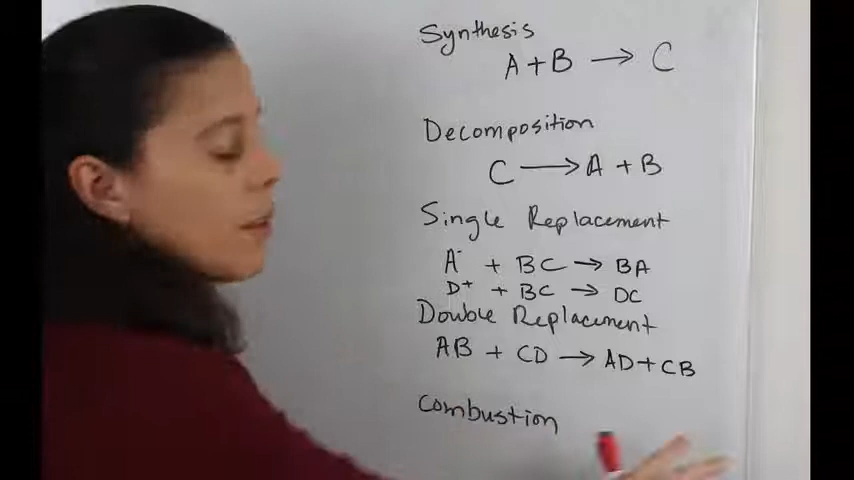 Synthesis
A + B → C
Decomposition
C → A + B
Single Replacement
A⁻ + BC → BA
D⁺ + BC → DC
Double Replacement
AB + CD → AD + CB
Combustion